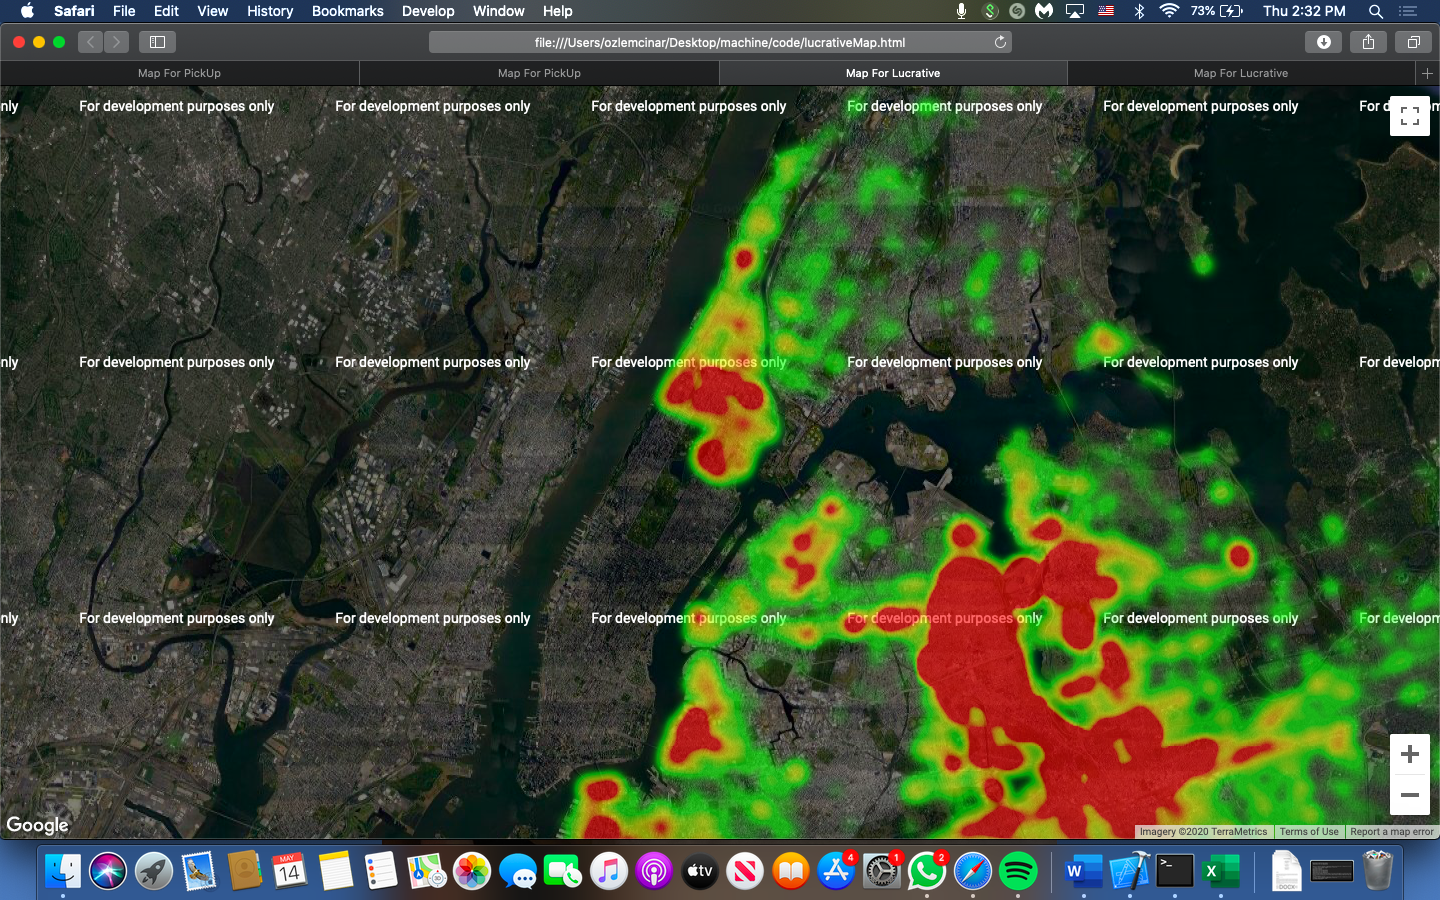 Safari File Edit View History Bookmarks Develop Window Help 73% Thu 2:32 PM
file:///Users/ozlemcinar/Desktop/machine/code/lucrativeMap.html
Map For PickUp Map For PickUp Map For Lucrative Map For Lucrative
nly For development purposes only For development purposes only For development purposes only For development purposes only For development purposes only For d
nly For development purposes only For development purposes only For development purposes only For development purposes only For development purposes only For developm
nly For development purposes only For development purposes only For development purposes only For development purposes only For development purposes only For developm
Google
Imagery ©2020 TerraMetrics Terms of Use Report a map error
MAY
14
tv
4
1
2
W
>_
X
DOCX